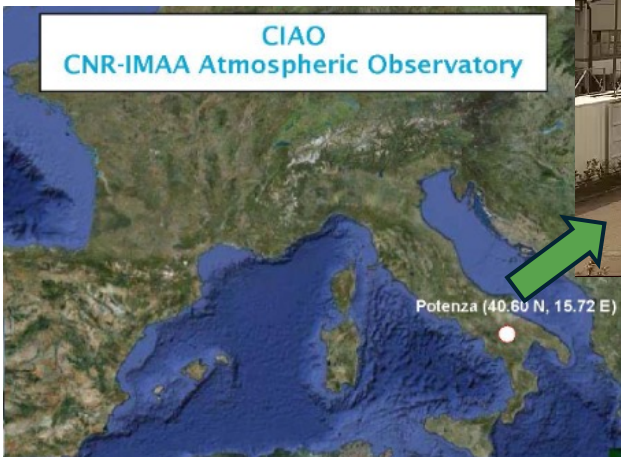 CIAO
CNR-IMAA Atmospheric Observatory
Potenza (40.60 N, 15.72 E)